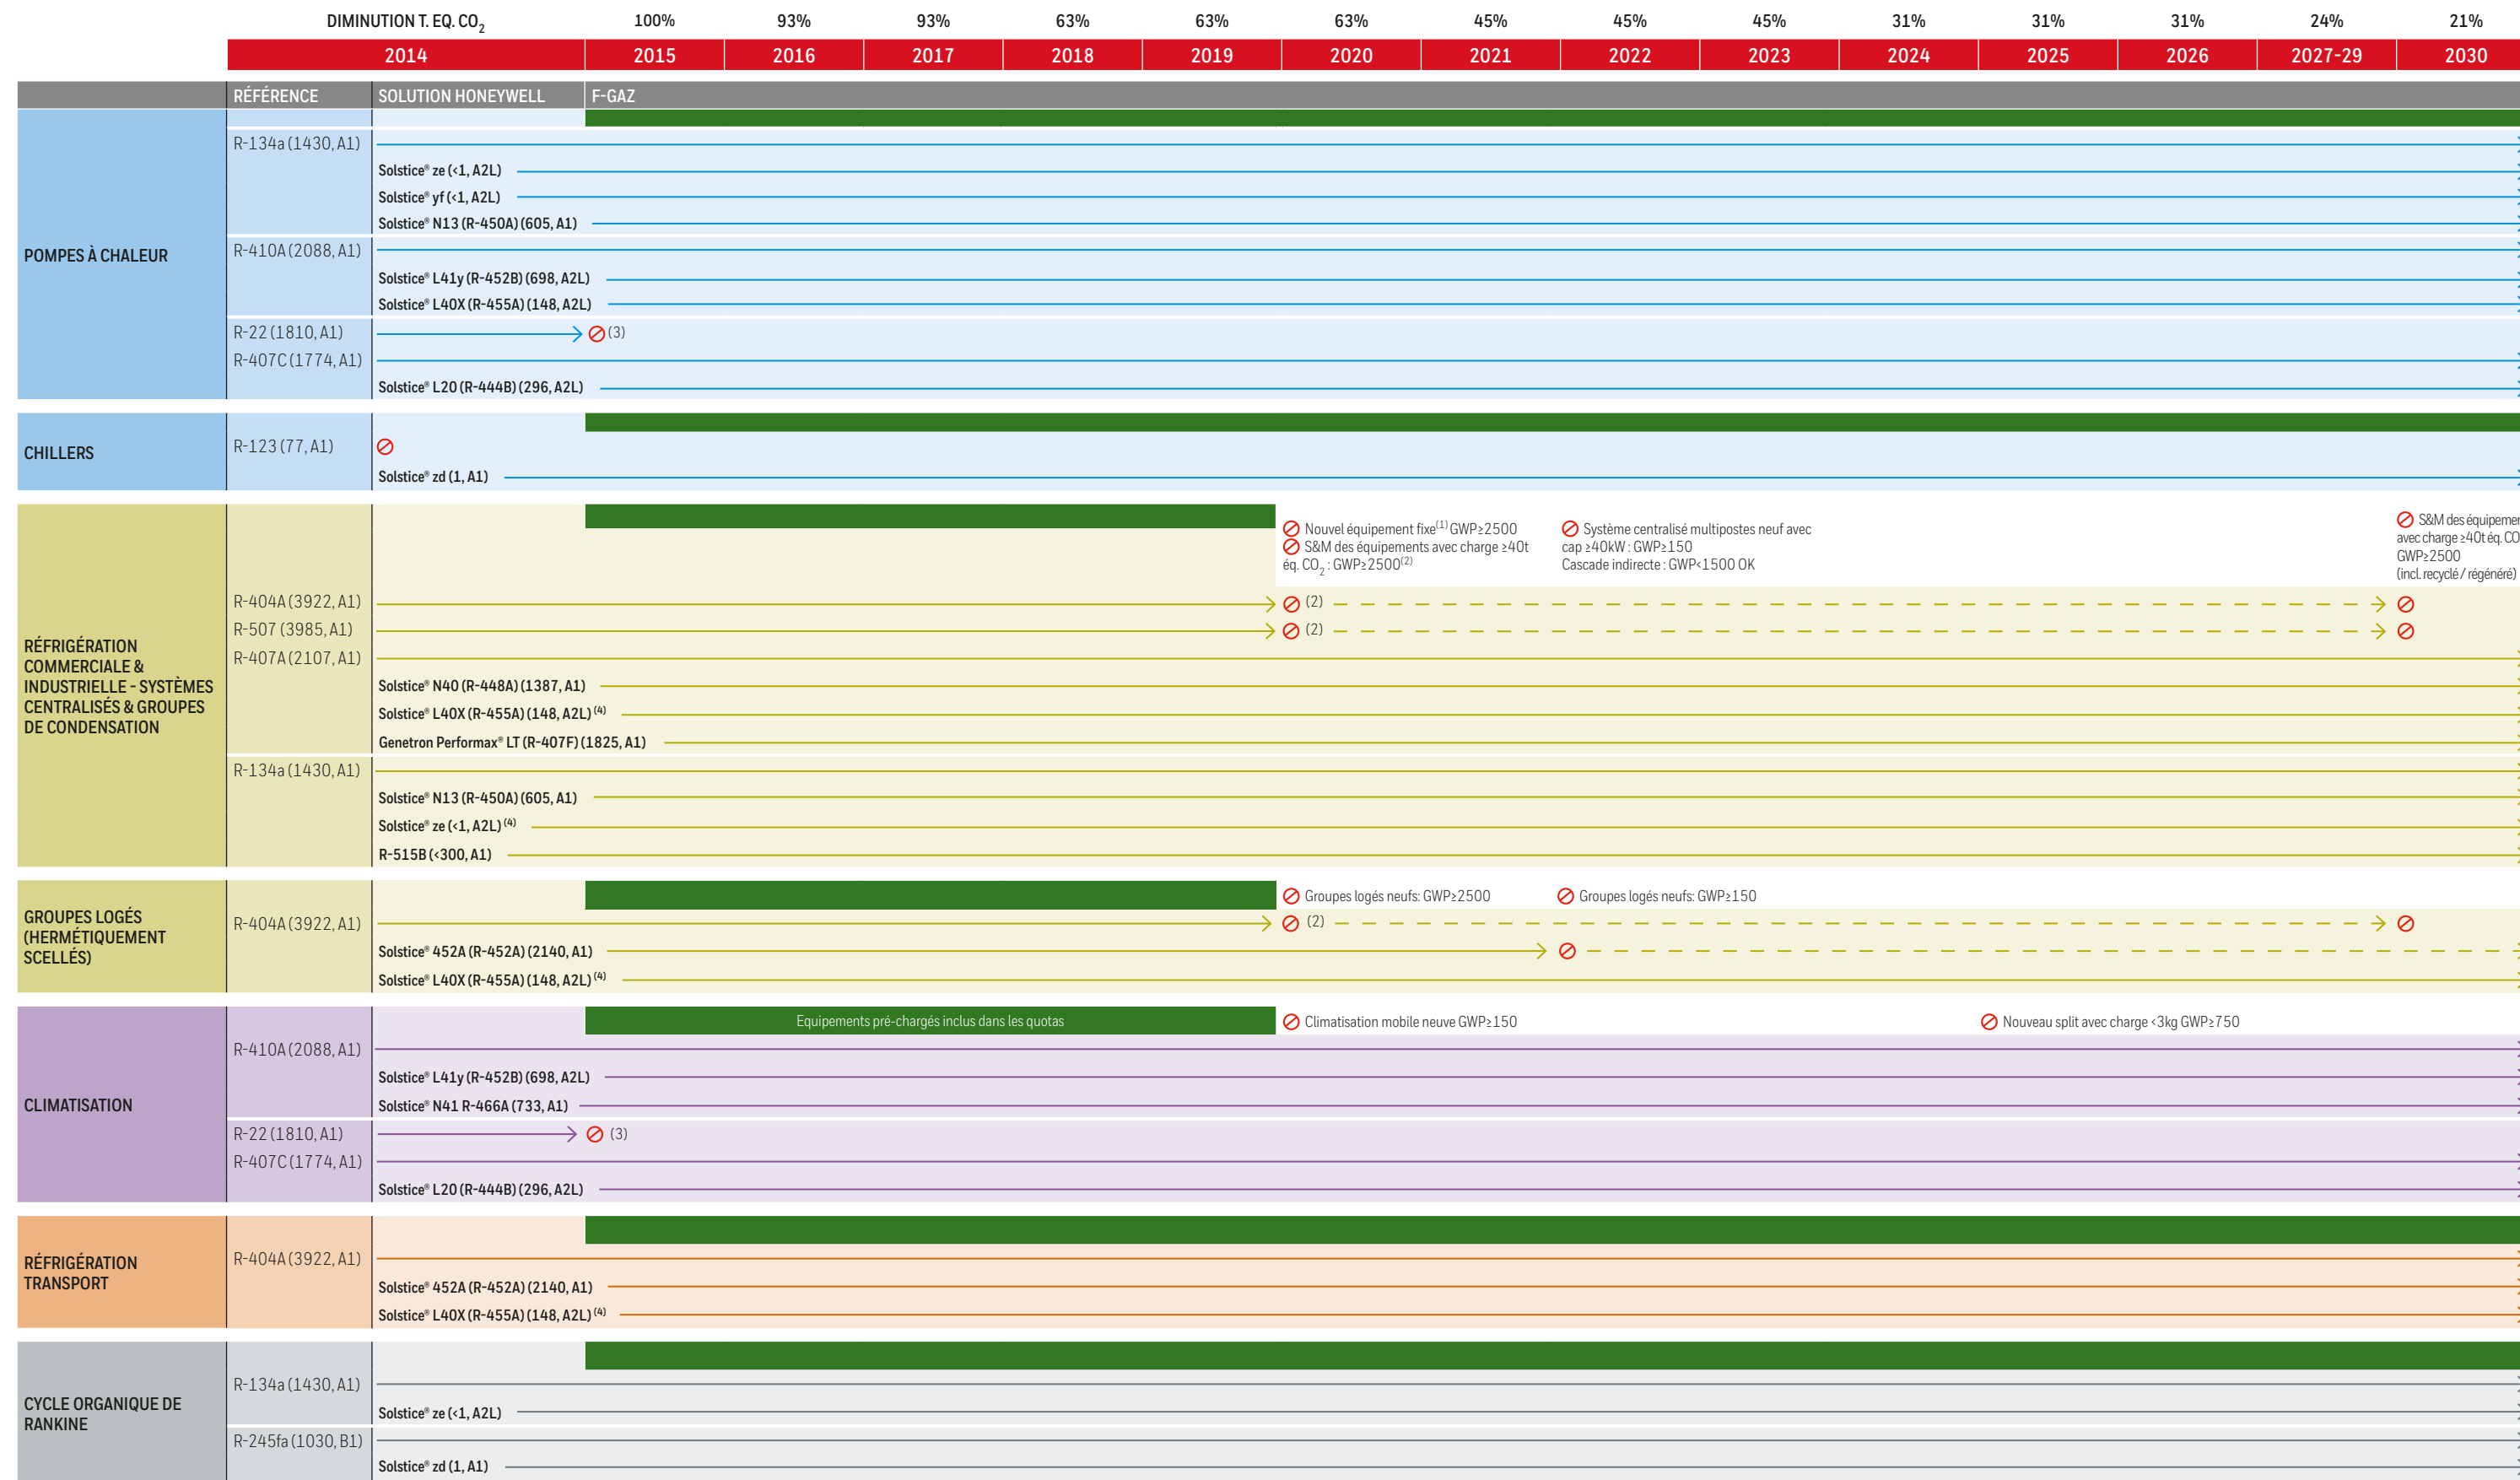 DIMINUTION T. EQ. CO2 100% 93% 93% 63% 63% 63% 45% 45% 45% 31% 31% 31% 24% 21%
2014 2015 2016 2017 2018 2019 2020 2021 2022 2023 2024 2025 2026 2027-29 2030
RÉFÉRENCE SOLUTION HONEYWELL F-GAZ
POMPES À CHALEUR
R-134a (1430, A1)
Solstice® ze (<1, A2L)
Solstice® yf (<1, A2L)
Solstice® N13 (R-450A) (605, A1)
R-410A (2088, A1)
Solstice® L41y (R-452B) (698, A2L)
Solstice® L40X (R-455A) (148, A2L)
R-22 (1810, A1) (3)
R-407C (1774, A1)
Solstice® L20 (R-444B) (296, A2L)
CHILLERS
R-123 (77, A1)
Solstice® zd (1, A1)
RÉFRIGÉRATION
COMMERCIALE &
INDUSTRIELLE - SYSTÈMES
CENTRALISÉS & GROUPES
DE CONDENSATION
Nouvel équipement fixe(1) GWP≥2500
S&M des équipements avec charge ≥40t
éq. CO2 : GWP≥2500(2)
Système centralisé multipostes neuf avec
cap ≥40kW : GWP≥150
Cascade indirecte : GWP<1500 OK
S&M des équipemen
avec charge ≥40t éq. CO
GWP≥2500
(incl. recyclé / régénéré)
R-404A (3922, A1) (2)
R-507 (3985, A1) (2)
R-407A (2107, A1)
Solstice® N40 (R-448A) (1387, A1)
Solstice® L40X (R-455A) (148, A2L) (4)
Genetron Performax® LT (R-407F) (1825, A1)
R-134a (1430, A1)
Solstice® N13 (R-450A) (605, A1)
Solstice® ze (<1, A2L) (4)
R-515B (<300, A1)
GROUPES LOGÉS
(HERMÉTIQUEMENT
SCELLÉS)
Groupes logés neufs: GWP≥2500 Groupes logés neufs: GWP≥150
R-404A (3922, A1) (2)
Solstice® 452A (R-452A) (2140, A1)
Solstice® L40X (R-455A) (148, A2L) (4)
CLIMATISATION
Equipements pré-chargés inclus dans les quotas Climatisation mobile neuve GWP≥150 Nouveau split avec charge <3kg GWP≥750
R-410A (2088, A1)
Solstice® L41y (R-452B) (698, A2L)
Solstice® N41 R-466A (733, A1)
R-22 (1810, A1) (3)
R-407C (1774, A1)
Solstice® L20 (R-444B) (296, A2L)
RÉFRIGÉRATION
TRANSPORT
R-404A (3922, A1)
Solstice® 452A (R-452A) (2140, A1)
Solstice® L40X (R-455A) (148, A2L) (4)
CYCLE ORGANIQUE DE
RANKINE
R-134a (1430, A1)
Solstice® ze (<1, A2L)
R-245fa (1030, B1)
Solstice® zd (1, A1)